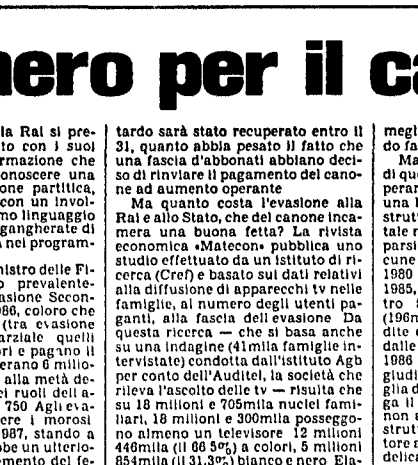 nero per il ca
la Rai si pre-
to con i suoi
rmazione che
onoscere una
one partitica,
con un invol-
mo linguaggio
gangherate di
nei program-
nistro delle Fi-
o prevalente-
asione Secon-
986, coloro che
(tra evasione
arziale quelli
ri e pagano il
erano 6 milio-
alla metà de-
ei ruoli dell a-
750 Agli eva-
ere i morosi
987, stando a
bbe un ulterio-
emento del fe-
tardo sarà stato recuperato entro il
31, quanto abbia pesato il fatto che
una fascia d'abbonati abbiano deci-
so di rinviare il pagamento del cano-
ne ad aumento operante
Ma quanto costa l'evasione alla
Rai e allo Stato, che del canone inca-
mera una buona fetta? La rivista
economica «Matecon» pubblica uno
studio effettuato da un istituto di ri-
cerca (Cref) e basato sui dati relativi
alla diffusione di apparecchi tv nelle
famiglie, al numero degli utenti pa-
ganti, alla fascia dell evasione Da
questa ricerca — che si basa anche
su una indagine (41mila famiglie in-
tervistate) condotta dall'istituto Agb
per conto dell'Auditel, la società che
rileva l'ascolto delle tv — risulta che
su 18 milioni e 705mila nuclei fami-
liari, 18 milioni e 300mila posseggo-
no almeno un televisore 12 milioni
446mila (il 66 5%) a colori, 5 milioni
854mila (il 31,3%) bianco e nero Ela-
megl
do fa
Ma
di que
peran
una l
strut
tale r
parsi
cune
1980
1985,
tro
(196m
dite
dalle
1986
giudi
glia d
ga il
non a
strut
tore
delle